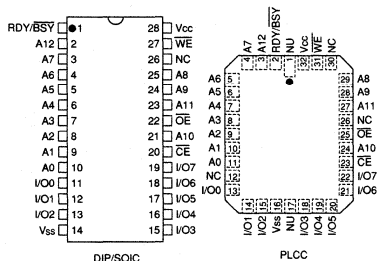 RDY/BSY 1 28 Vcc
A12 2 27 WE
A7 3 26 NC
A6 4 25 A8
A5 5 24 A9
A4 6 23 A11
A3 7 22 OE
A2 8 21 A10
A1 9 20 CE
A0 10 19 I/O7
I/O0 11 18 I/O6
I/O1 12 17 I/O5
I/O2 13 16 I/O4
Vss 14 15 I/O3
DIP/SOIC
A7 A12 RDY/BSY NU Vcc WE NC
4 3 2 1 32 31 30
A6 5 29 A8
A5 6 28 A9
A4 7 27 A11
A3 8 26 NC
A2 9 25 OE
A1 10 24 A10
A0 11 23 CE
NC 12 22 I/O7
I/O0 13 21 I/O6
14 15 16 17 18 19 20
I/O1 I/O2 Vss NU I/O3 I/O4 I/O5
PLCC